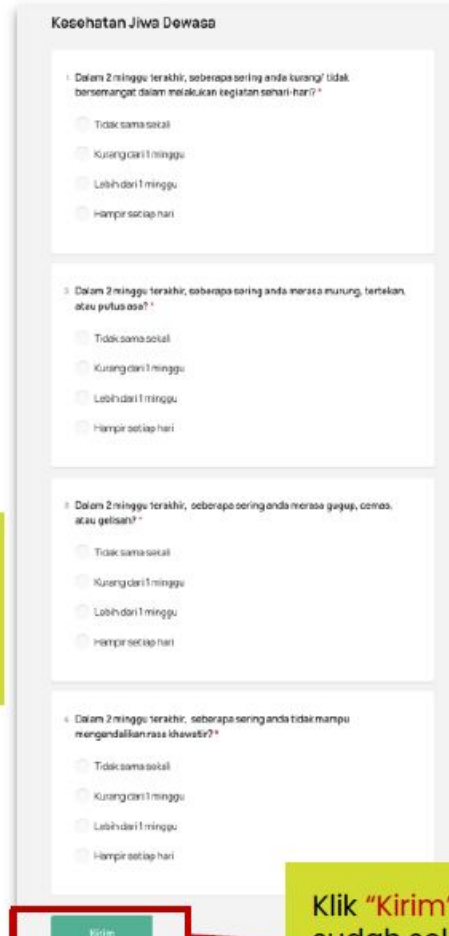 Kesehatan Jiwa Dewasa
1 Dalam 2 minggu terakhir, seberapa sering anda kurang/ tidak
bersemangat dalam melakukan kegiatan sehari-hari? *
Tidak sama sekali
Kurang dari 1 minggu
Lebih dari 1 minggu
Hampir setiap hari
2 Dalam 2 minggu terakhir, seberapa sering anda merasa murung, tertekan,
atau putus asa? *
Tidak sama sekali
Kurang dari 1 minggu
Lebih dari 1 minggu
Hampir setiap hari
3 Dalam 2 minggu terakhir, seberapa sering anda merasa gugup, cemas,
atau gelisah? *
Tidak sama sekali
Kurang dari 1 minggu
Lebih dari 1 minggu
Hampir setiap hari
4 Dalam 2 minggu terakhir, seberapa sering anda tidak mampu
mengendalikan rasa khawatir? *
Tidak sama sekali
Kurang dari 1 minggu
Lebih dari 1 minggu
Hampir setiap hari
Kirim
Klik "Kirim"